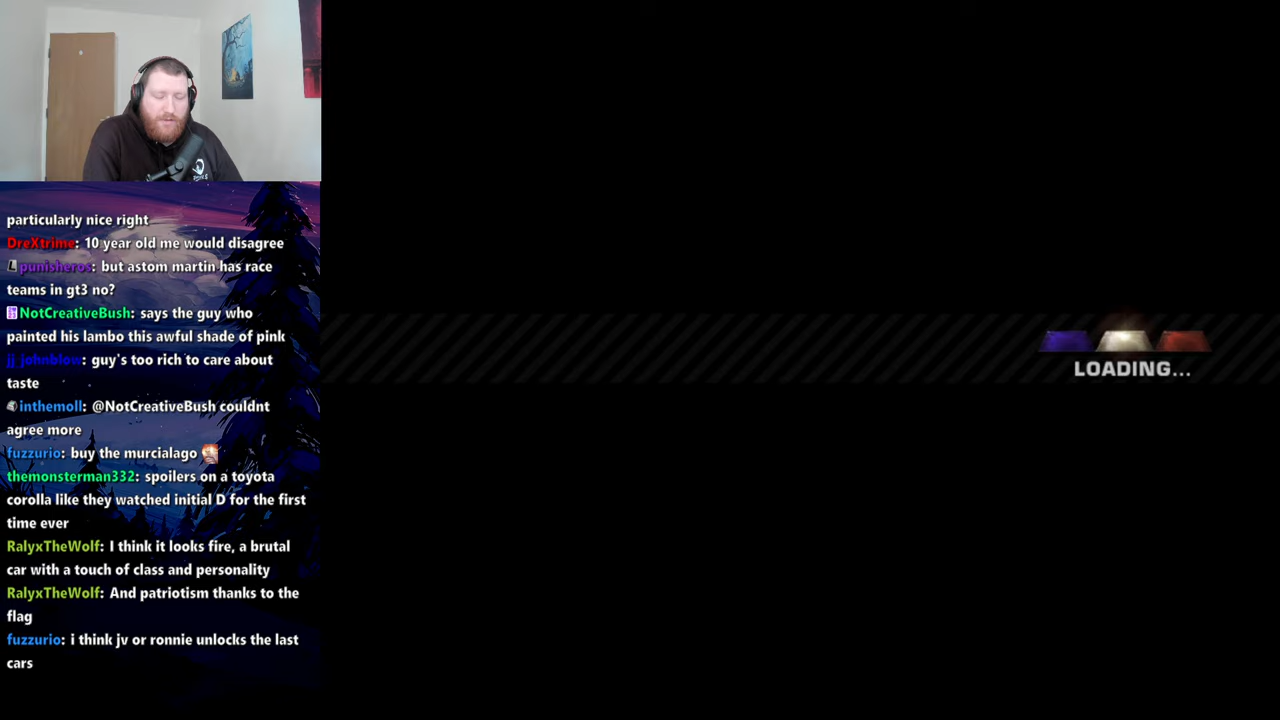 particularly nice right
DreXtrime: 10 year old me would disagree
punisheros: but astom martin has race
teams in gt3 no?
NotCreativeBush: says the guy who
painted his lambo this awful shade of pink
jj_johnblow: guy's too rich to care about
taste
inthemoll: @NotCreativeBush couldnt
agree more
fuzzurio: buy the murcialago
themonsterman332: spoilers on a toyota
corolla like they watched initial D for the first
time ever
RalyxTheWolf: I think it looks fire, a brutal
car with a touch of class and personality
RalyxTheWolf: And patriotism thanks to the
flag
fuzzurio: i think jv or ronnie unlocks the last
cars
LOADING...